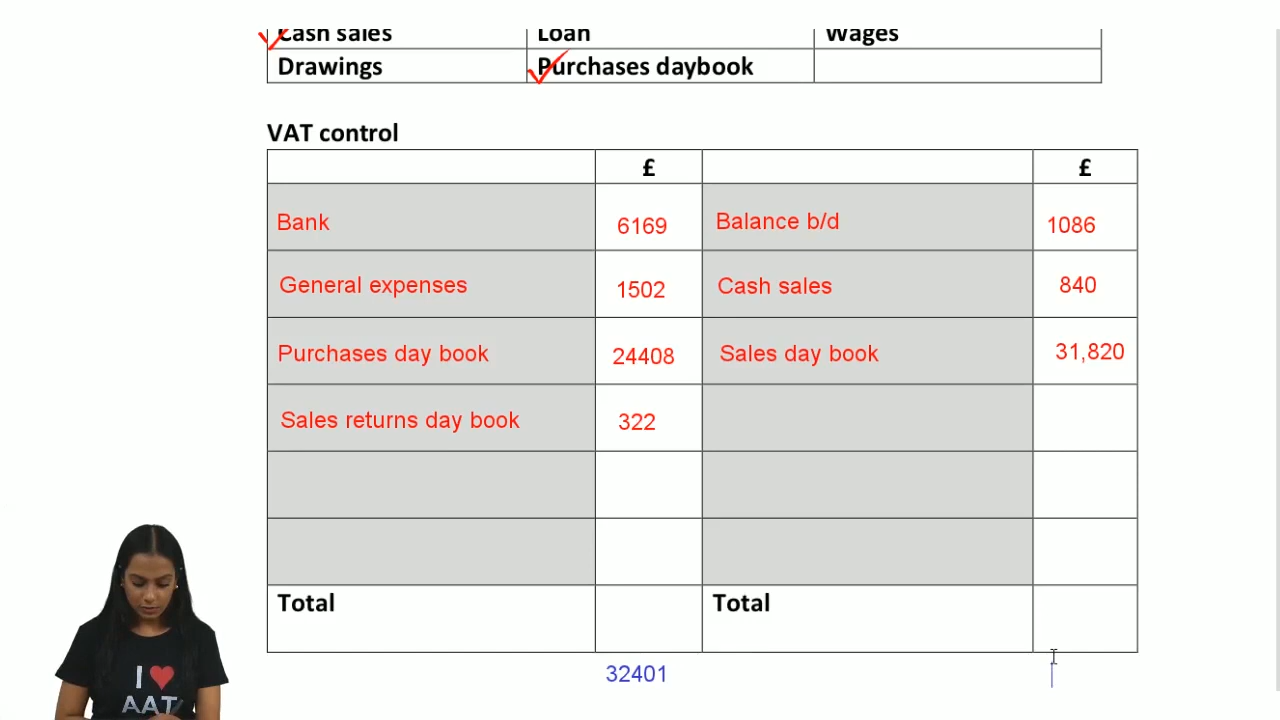 Cash sales Loan Wages
Drawings Purchases daybook
VAT control
£ £
Bank 6169 Balance b/d 1086
General expenses 1502 Cash sales 840
Purchases day book 24408 Sales day book 31,820
Sales returns day book 322
Total Total
32401
I ❤
AAT